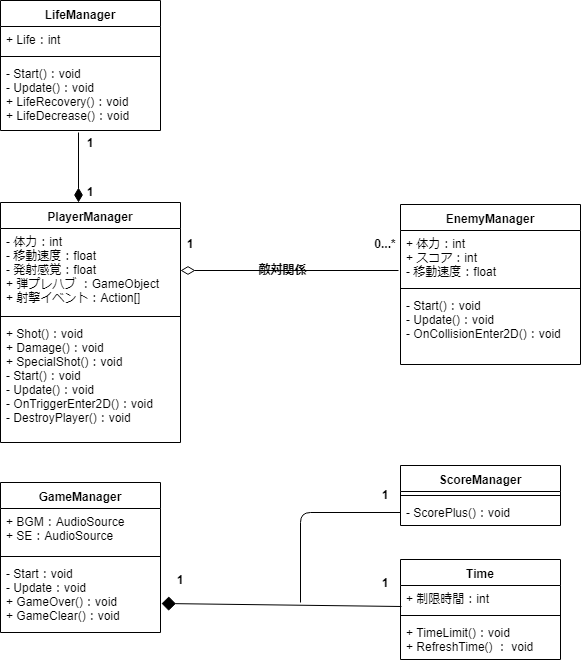 LifeManager
+ Life：int
- Start()：void
- Update()：void
+ LifeRecovery()：void
+ LifeDecrease()：void
1
1
PlayerManager
- 体力：int
- 移動速度：float
- 発射感覚：float
+ 弾プレハブ ：GameObject
+ 射撃イベント：Action[]
+ Shot()：void
+ Damage()：void
+ SpecialShot()：void
- Start()：void
- Update()：void
- OnTriggerEnter2D()：void
- DestroyPlayer()：void
1
0...*
敵対関係
EnemyManager
+ 体力：int
+ スコア：int
- 移動速度：float
- Start()：void
- Update()：void
- OnCollisionEnter2D()：void
GameManager
+ BGM：AudioSource
+ SE：AudioSource
- Start：void
- Update：void
+ GameOver()：void
+ GameClear()：void
1
1
ScoreManager
- ScorePlus()：void
1
Time
+ 制限時間：int
+ TimeLimit()：void
+ RefreshTime() ： void